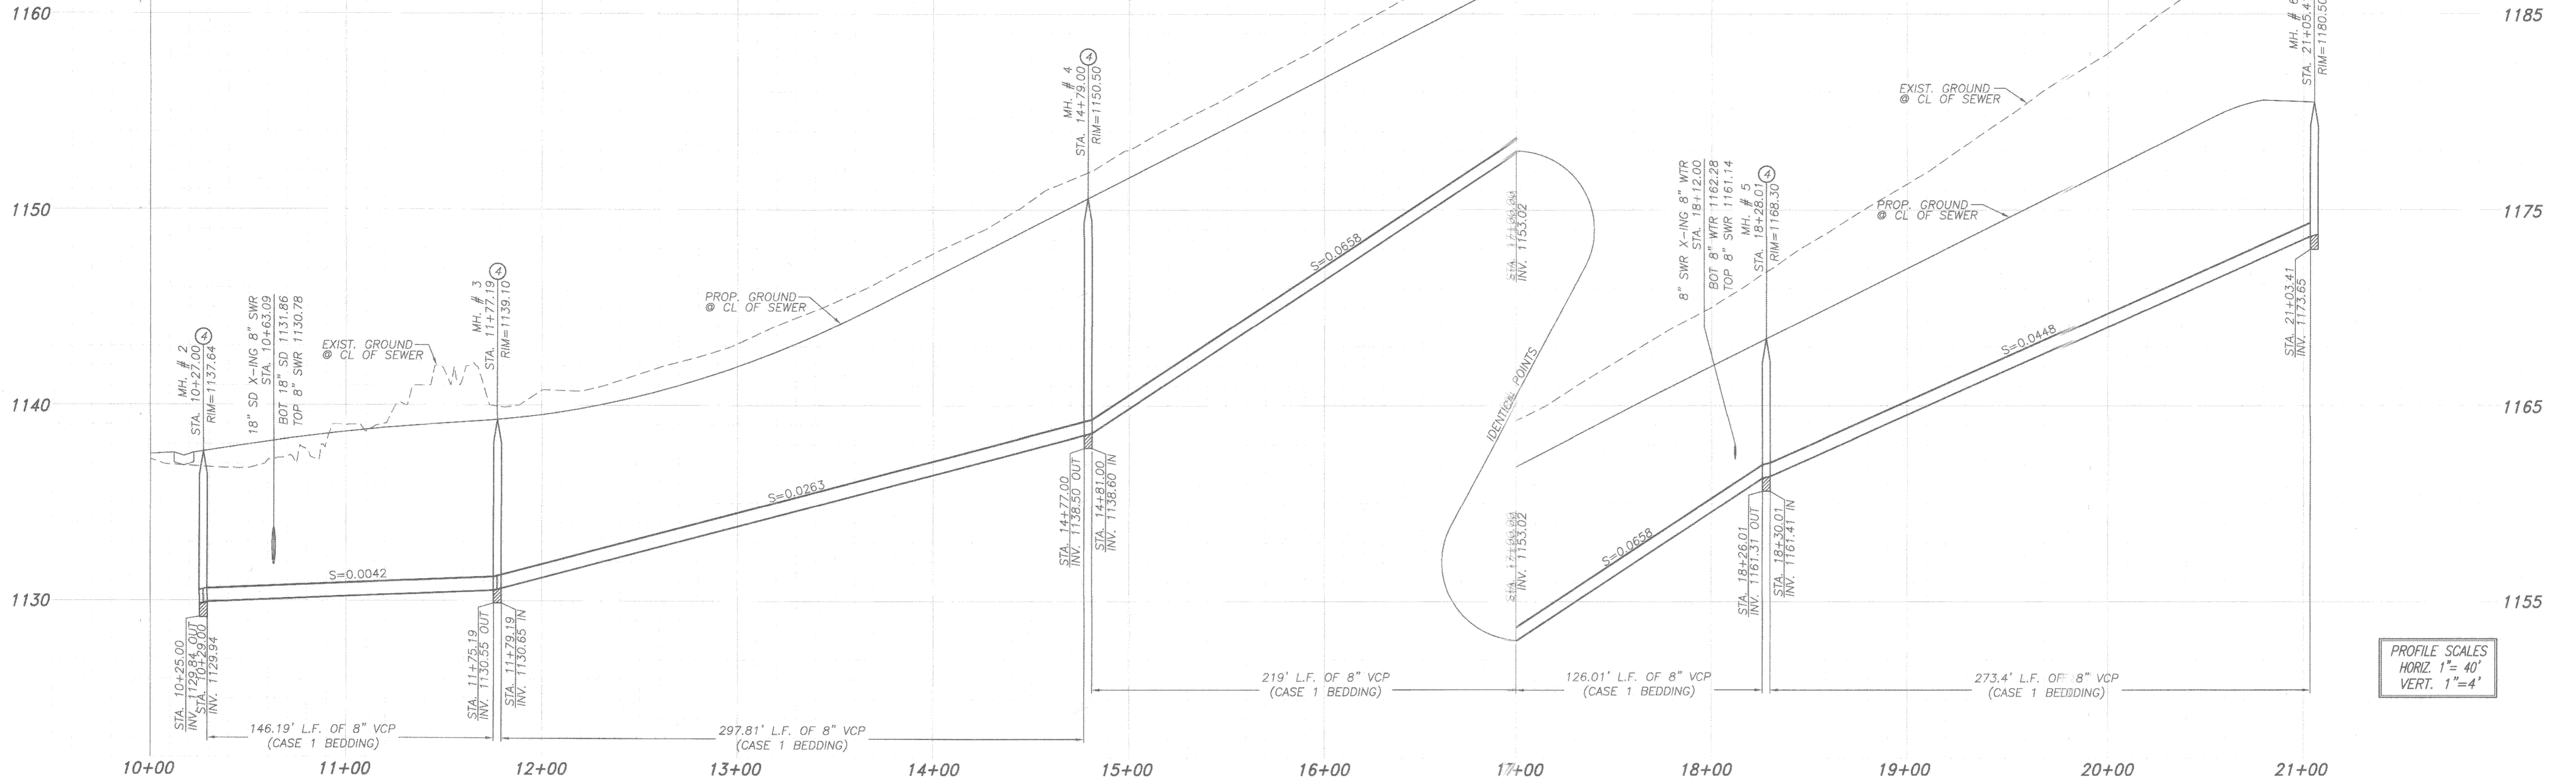 1160
1150
1140
1130
MH. # 2
STA. 10+27.00
④
RIM=1137.64
18" SD X-ING 8" SWR
STA. 10+63.09
BOT 18" SD 1131.86
TOP 8" SWR 1130.78
EXIST. GROUND
@ CL OF SEWER
MH. # 3
STA. 11+77.19
④
RIM=1139.10
PROP. GROUND
@ CL OF SEWER
MH. # 4
STA. 14+79.00
④
RIM=1150.50
S=0.0042
S=0.0263
S=0.0658
STA. 10+25.00
INV. 1129.84 OUT
STA. 10+29.00
INV. 1129.94
STA. 11+75.19
INV. 1130.55 OUT
STA. 11+79.19
INV. 1130.65 IN
STA. 14+77.00
INV. 1138.50 OUT
STA. 14+81.00
INV. 1138.60 IN
INV. 1153.02
IDENTICAL POINTS
INV. 1153.02
8" SWR X-ING 8" WTR
STA. 18+12.00
BOT 8" WTR 1162.28
TOP 8" SWR 1161.14
MH. # 5
STA. 18+28.01
④
RIM=1168.30
EXIST. GROUND
@ CL OF SEWER
PROP. GROUND
@ CL OF SEWER
S=0.0658
S=0.0448
STA. 18+26.01
INV. 1161.31 OUT
STA. 18+30.01
INV. 1161.41 IN
MH. #
STA. 21+05.41
RIM=1180.50
STA. 21+03.41
INV. 1173.65
1185
1175
1165
1155
146.19' L.F. OF 8" VCP
(CASE 1 BEDDING)
297.81' L.F. OF 8" VCP
(CASE 1 BEDDING)
219' L.F. OF 8" VCP
(CASE 1 BEDDING)
126.01' L.F. OF 8" VCP
(CASE 1 BEDDING)
273.4' L.F. OF 8" VCP
(CASE 1 BEDDING)
PROFILE SCALES
HORIZ. 1"= 40'
VERT. 1"=4'
10+00 11+00 12+00 13+00 14+00 15+00 16+00 17+00 18+00 19+00 20+00 21+00